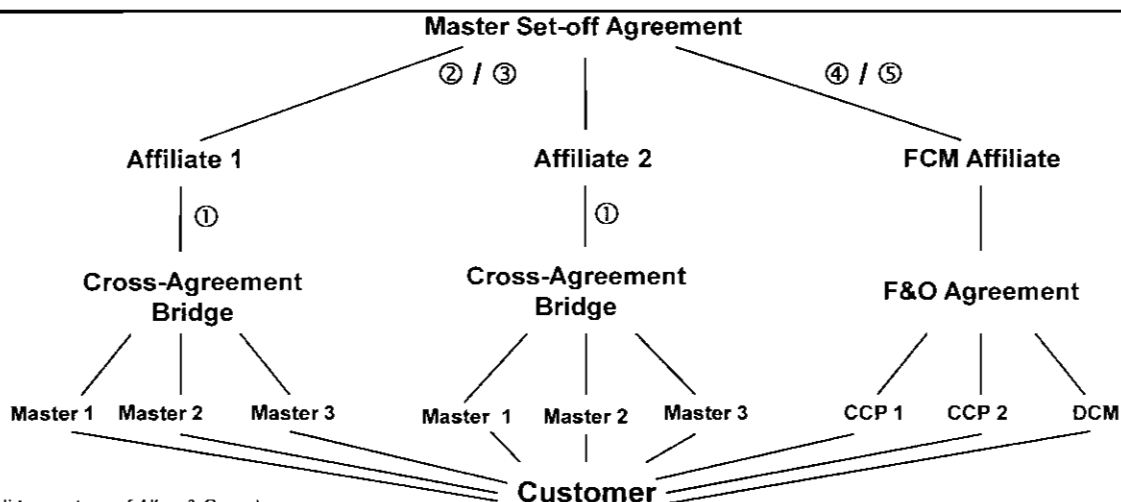 Master Set-off Agreement
② / ③ ④ / ⑤
Affiliate 1 Affiliate 2 FCM Affiliate
① ①
Cross-Agreement Bridge Cross-Agreement Bridge F&O Agreement
Master 1 Master 2 Master 3 Master 1 Master 2 Master 3 CCP 1 CCP 2 DCM
Customer